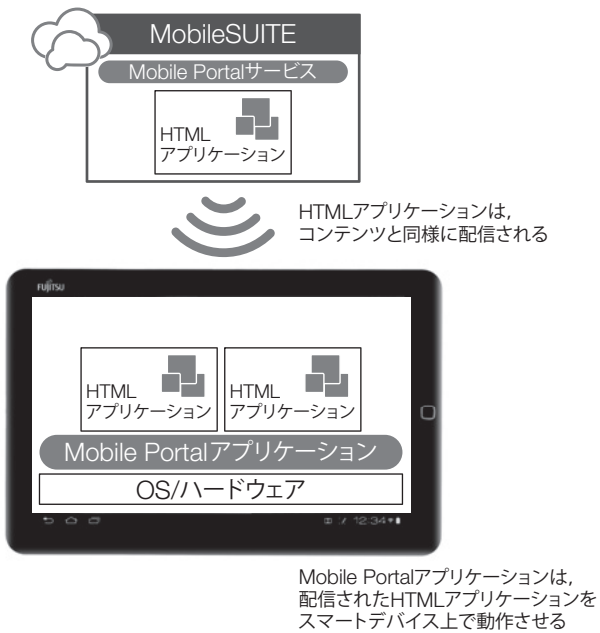 MobileSUITE
Mobile Portalサービス
HTML
アプリケーション
HTMLアプリケーションは，
コンテンツと同様に配信される
FUJITSU
HTML
アプリケーション
HTML
アプリケーション
Mobile Portalアプリケーション
OS/ハードウェア
12:34
Mobile Portalアプリケーションは，
配信されたHTMLアプリケーションを
スマートデバイス上で動作させる